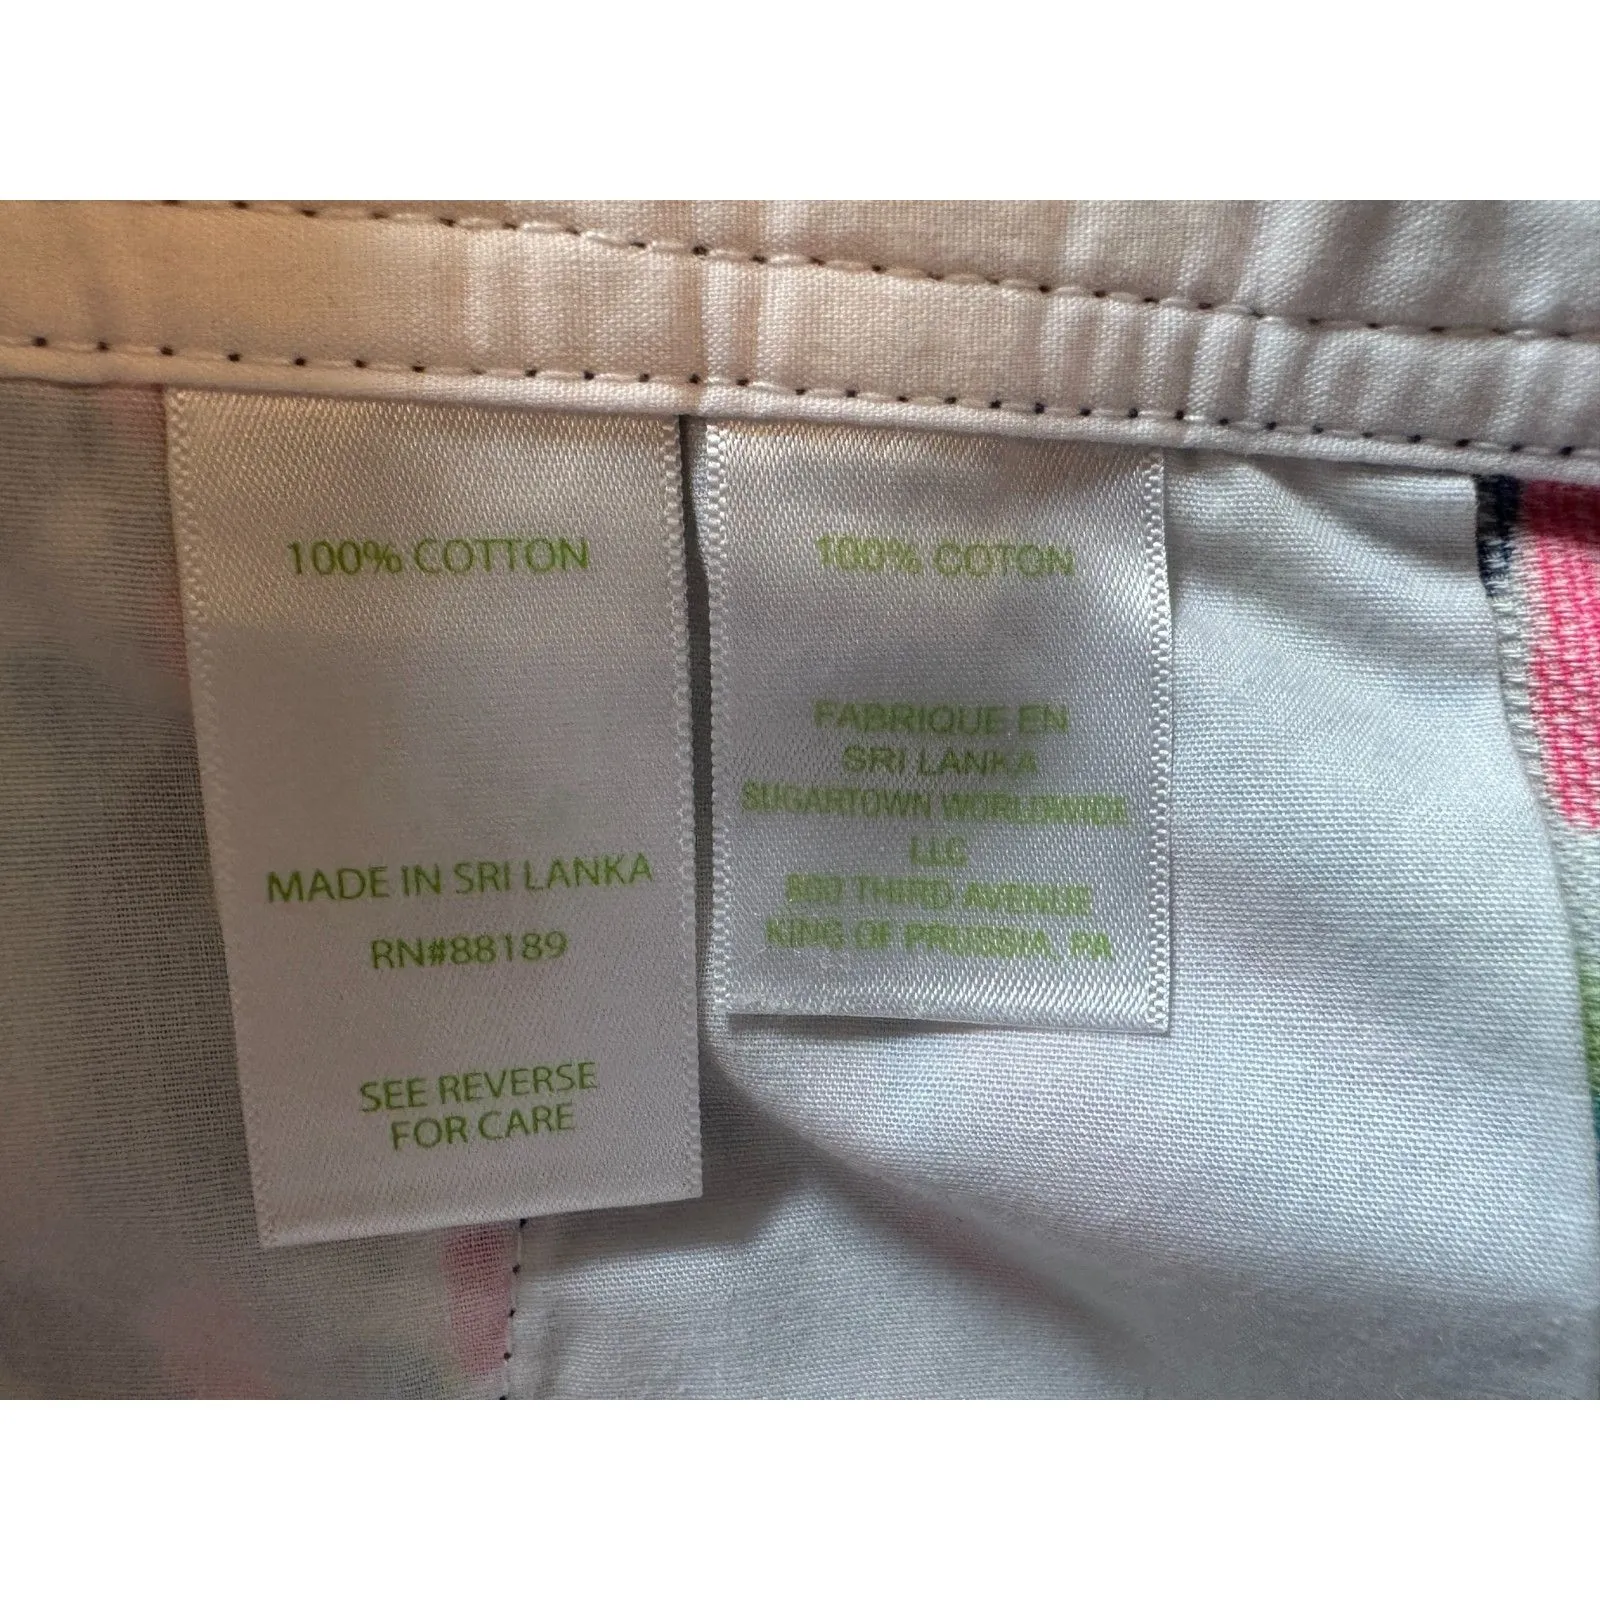 100% COTTON
MADE IN SRI LANKA
RN#88189
SEE REVERSE
FOR CARE
100% COTON
FABRIQUE EN
SRI LANKA
SUGARTOWN WORLDWIDE
LLC
800 THIRD AVENUE
KING OF PRUSSIA, PA